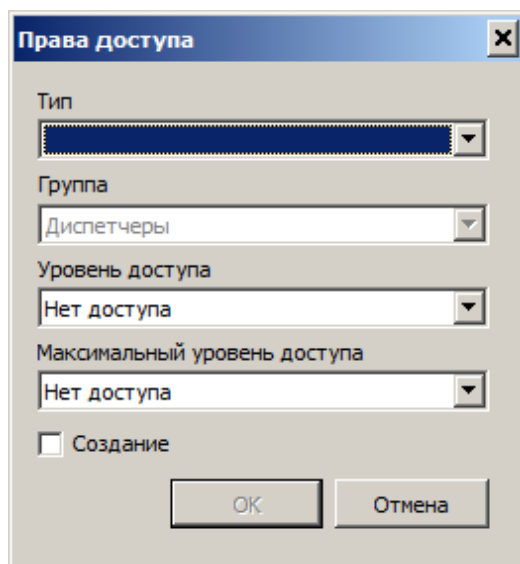 Права доступа
Тип
Группа
Диспетчеры
Уровень доступа
Нет доступа
Максимальный уровень доступа
Нет доступа
Создание
OK
Отмена